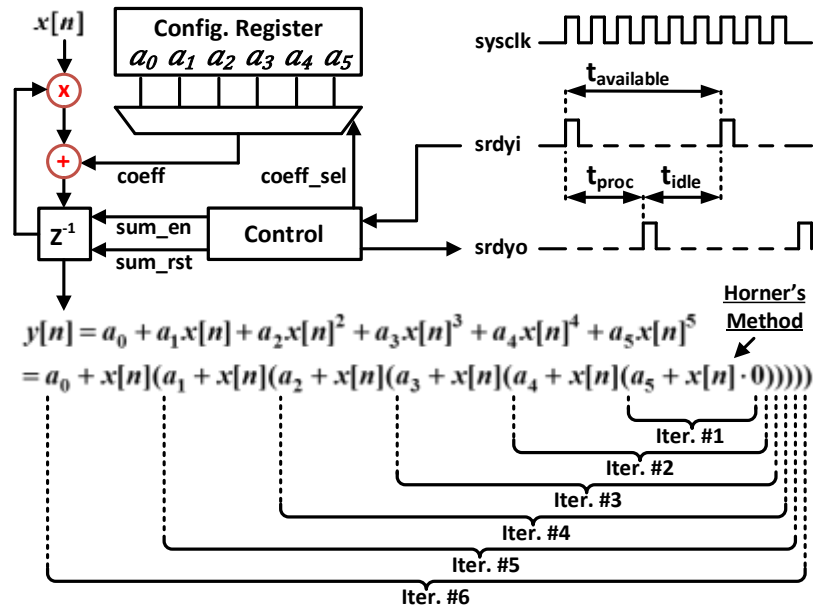 x[n]
Config. Register
a0 a1 a2 a3 a4 a5
x
+
coeff
coeff_sel
Z-1
sum_en
sum_rst
Control
sysclk
tavailable
srdyi
tproc
tidle
srdyo
Horner's
Method
y[n] = a0 + a1x[n] + a2x[n]2 + a3x[n]3 + a4x[n]4 + a5x[n]5
= a0 + x[n](a1 + x[n](a2 + x[n](a3 + x[n](a4 + x[n](a5 + x[n]·0)))))
Iter. #1
Iter. #2
Iter. #3
Iter. #4
Iter. #5
Iter. #6